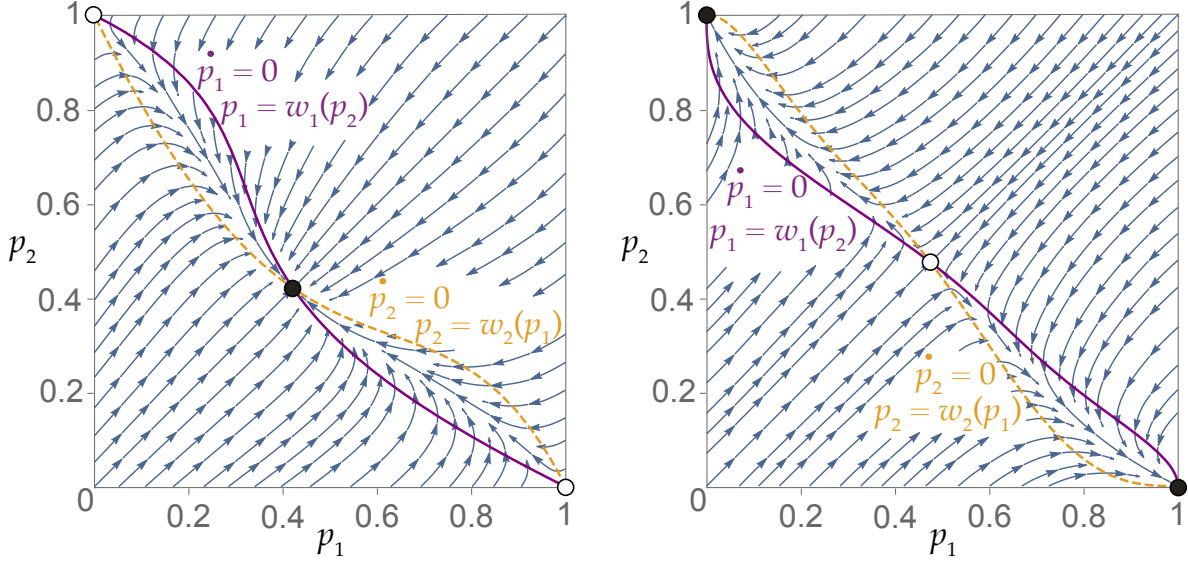 1
0.8
0.6
p₂
0.4
0.2
0
0.2
0.4
0.6
0.8
1
p₁
ṗ₁ = 0
p₁ = w₁(p₂)
ṗ₂ = 0
p₂ = w₂(p₁)
1
0.8
0.6
p₂
0.4
0.2
0
0.2
0.4
0.6
0.8
1
p₁
ṗ₁ = 0
p₁ = w₁(p₂)
ṗ₂ = 0
p₂ = w₂(p₁)